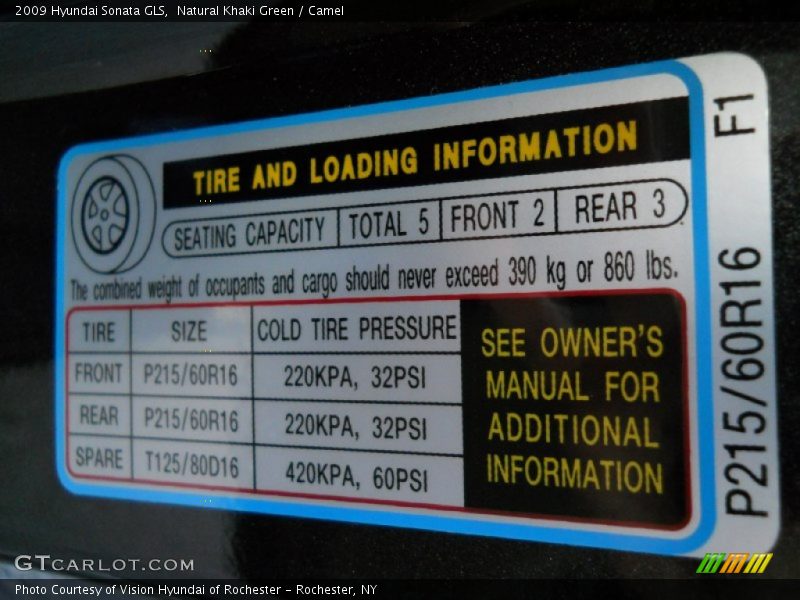 2009 Hyundai Sonata GLS,  Natural Khaki Green / Camel
TIRE AND LOADING INFORMATION
SEATING CAPACITY TOTAL 5 FRONT 2 REAR 3
The combined weight of occupants and cargo should never exceed 390 kg or 860 lbs.
TIRE SIZE COLD TIRE PRESSURE
FRONT P215/60R16 220KPA, 32PSI
REAR P215/60R16 220KPA, 32PSI
SPARE T125/80D16 420KPA, 60PSI
SEE OWNER'S
MANUAL FOR
ADDITIONAL
INFORMATION
P215/60R16 F1
GTCARLOT.COM
Photo Courtesy of Vision Hyundai of Rochester - Rochester, NY